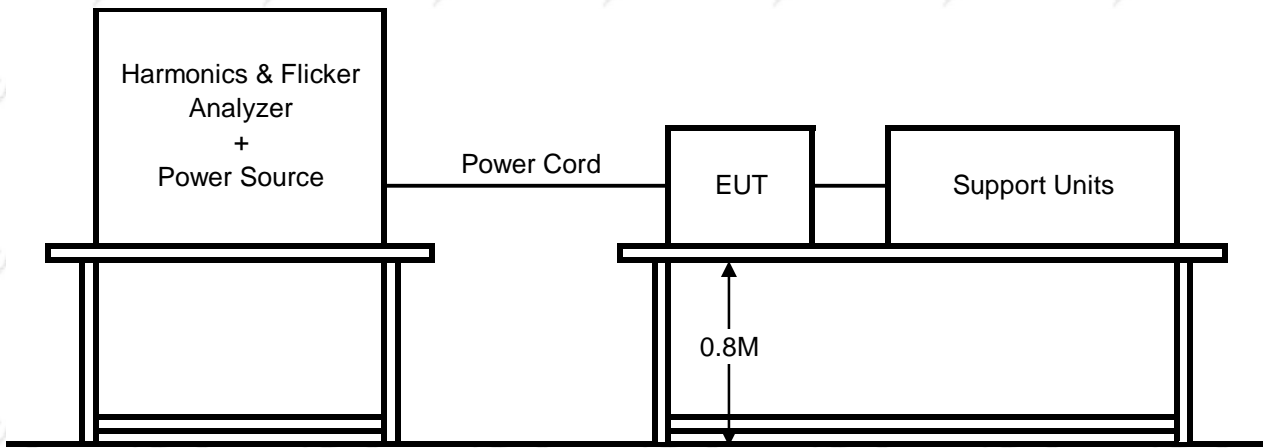 Harmonics & Flicker
Analyzer
+
Power Source
Power Cord
EUT
Support Units
0.8M